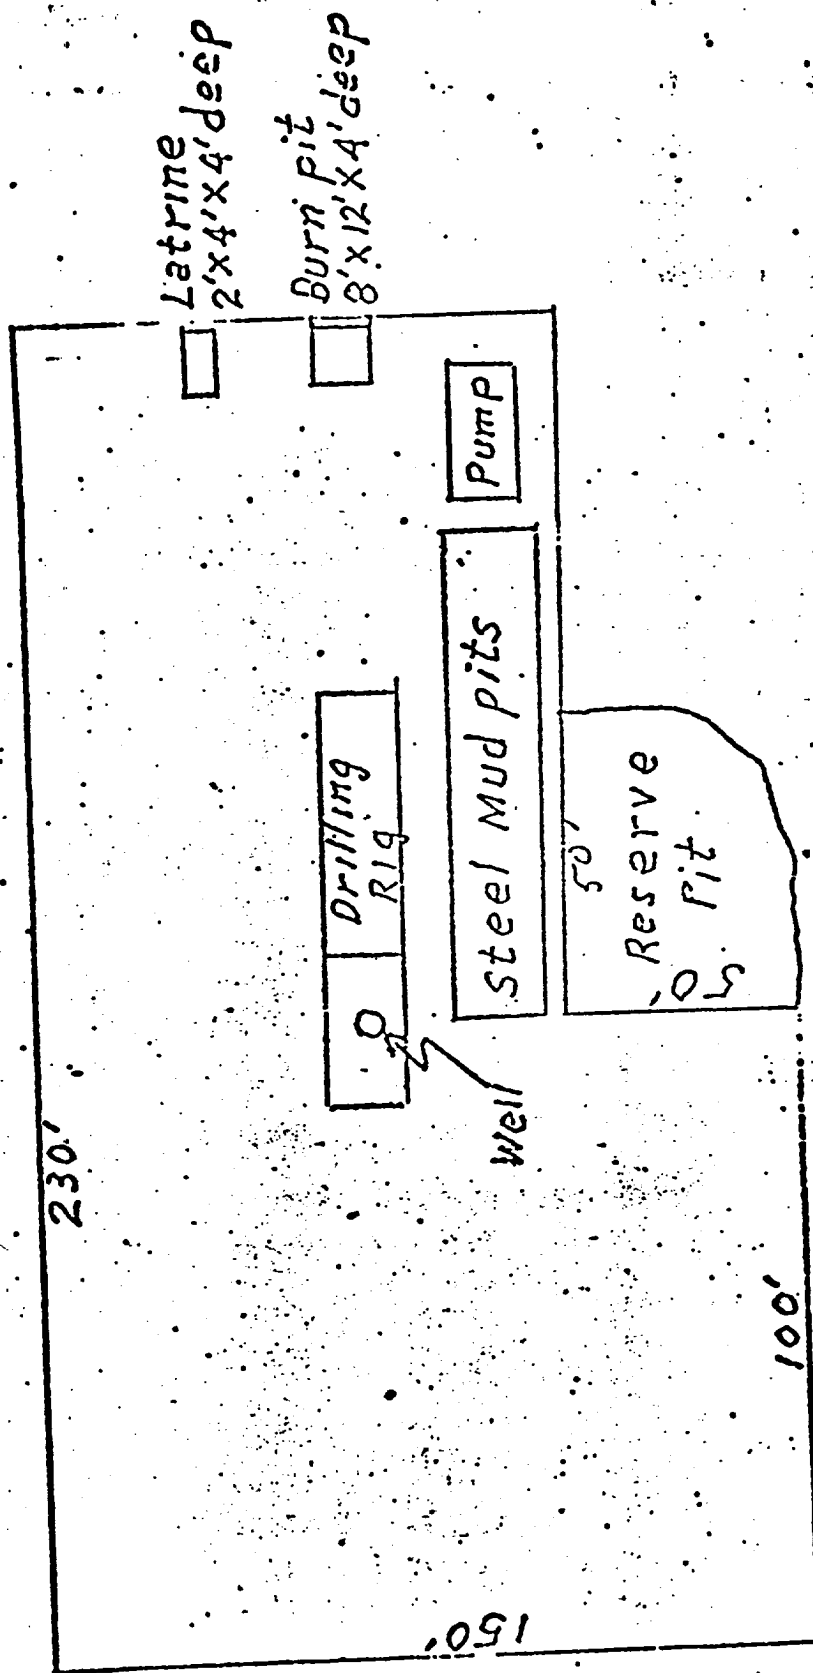 Latrine
2'x4'x4'deep
Burn pit
8'x12'x4'deep
230'
Pump
Drilling
Rig
steel Mud pits
Well
50'
Reserve
Pit
50'
100'
150'